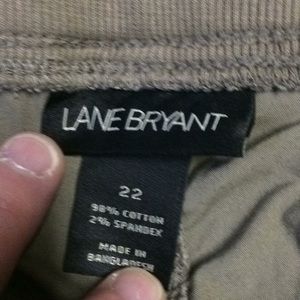 LANE BRYANT
22
98% COTTON
2% SPANDEX
MADE IN
BANGLADESH